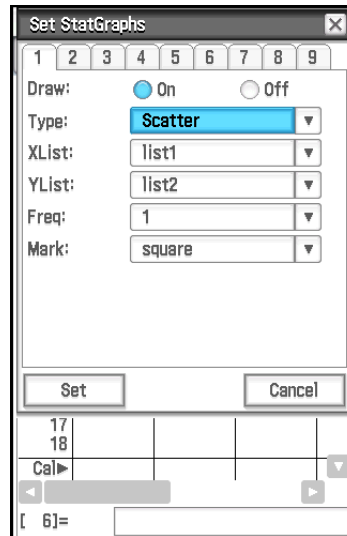 Set StatGraphs
1 2 3 4 5 6 7 8 9
Draw: On Off
Type: Scatter
XList: list1
YList: list2
Freq: 1
Mark: square
Set Cancel
17
18
Cal▶
[ 6]=